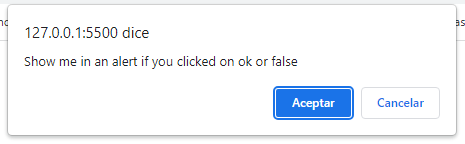 127.0.0.1:5500 dice
Show me in an alert if you clicked on ok or false
Aceptar Cancelar